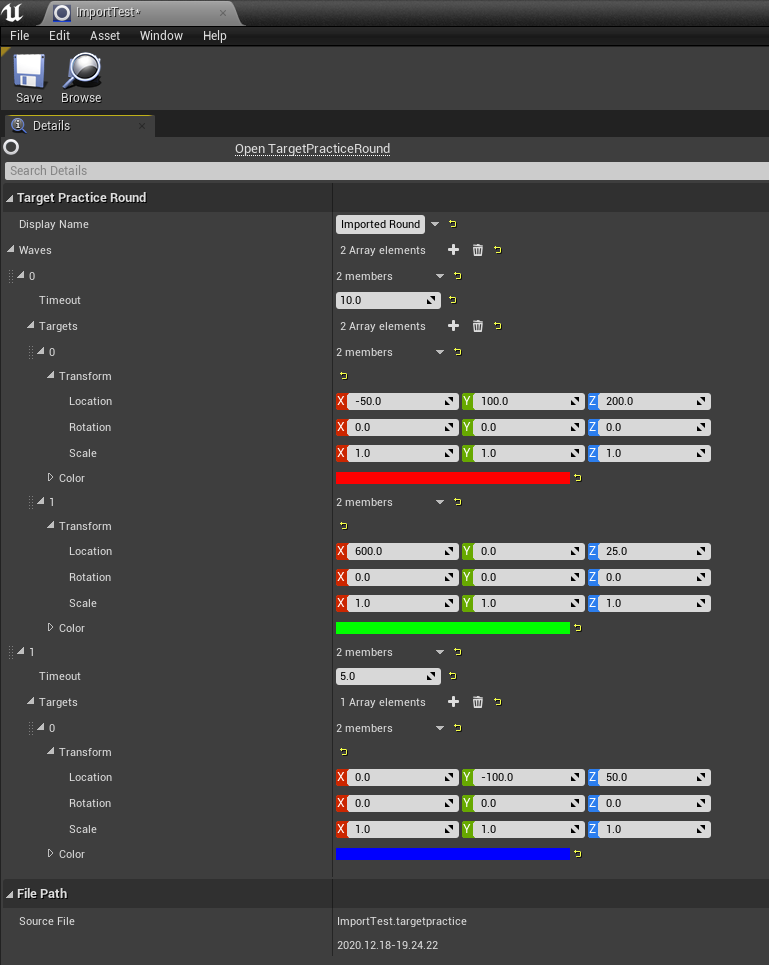 ImportTest*
File Edit Asset Window Help
Save Browse
Details
Open TargetPracticeRound
Search Details
Target Practice Round
Display Name Imported Round
Waves 2 Array elements
0 2 members
Timeout 10.0
Targets 2 Array elements
0 2 members
Transform
Location X -50.0 Y 100.0 Z 200.0
Rotation X 0.0 Y 0.0 Z 0.0
Scale X 1.0 Y 1.0 Z 1.0
Color
1 2 members
Transform
Location X 600.0 Y 0.0 Z 25.0
Rotation X 0.0 Y 0.0 Z 0.0
Scale X 1.0 Y 1.0 Z 1.0
Color
1 2 members
Timeout 5.0
Targets 1 Array elements
0 2 members
Transform
Location X 0.0 Y -100.0 Z 50.0
Rotation X 0.0 Y 0.0 Z 0.0
Scale X 1.0 Y 1.0 Z 1.0
Color
File Path
Source File ImportTest.targetpractice
2020.12.18-19.24.22